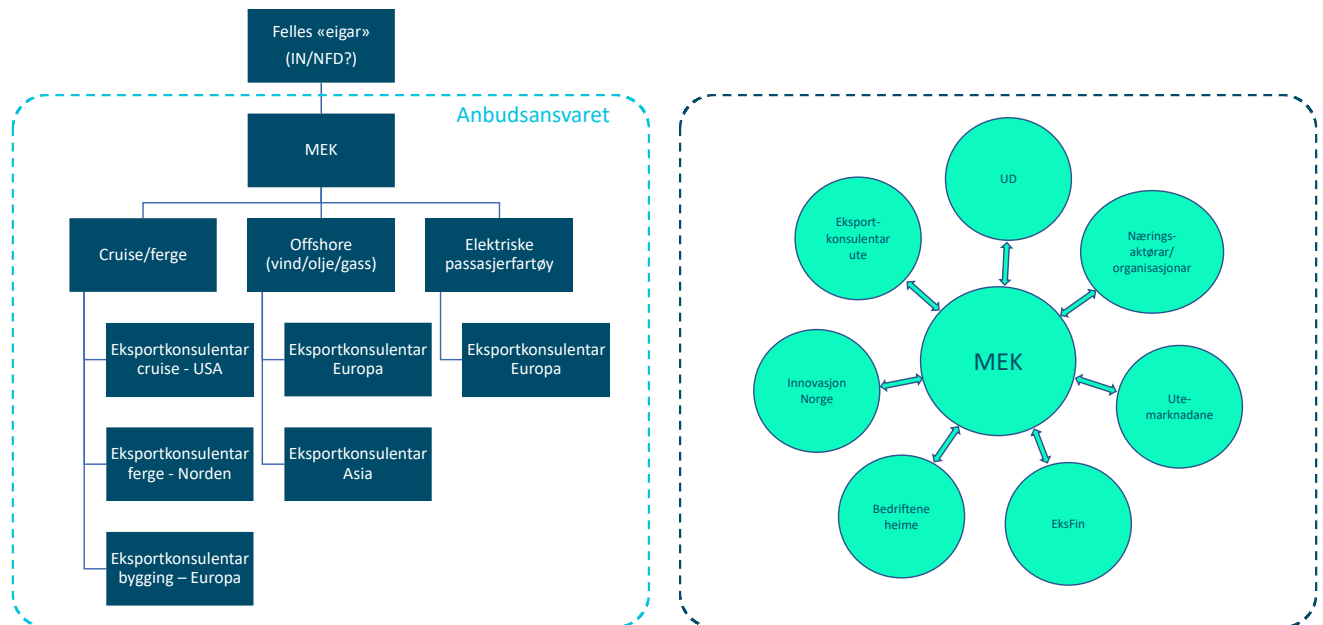 Felles «eigar»
(IN/NFD?)
Anbudsansvaret
MEK
Cruise/ferge
Offshore
(vind/olje/gass)
Elektriske
passasjerfartøy
Eksportkonsulentar
cruise - USA
Eksportkonsulentar
Europa
Eksportkonsulentar
Europa
Eksportkonsulentar
ferge - Norden
Eksportkonsulentar
Asia
Eksportkonsulentar
bygging – Europa
UD
Eksport-
konsulentar
ute
Nærings-
aktørar/
organisasjonar
MEK
Innovasjon
Norge
Ute-
marknadane
Bedriftene
heime
EksFin